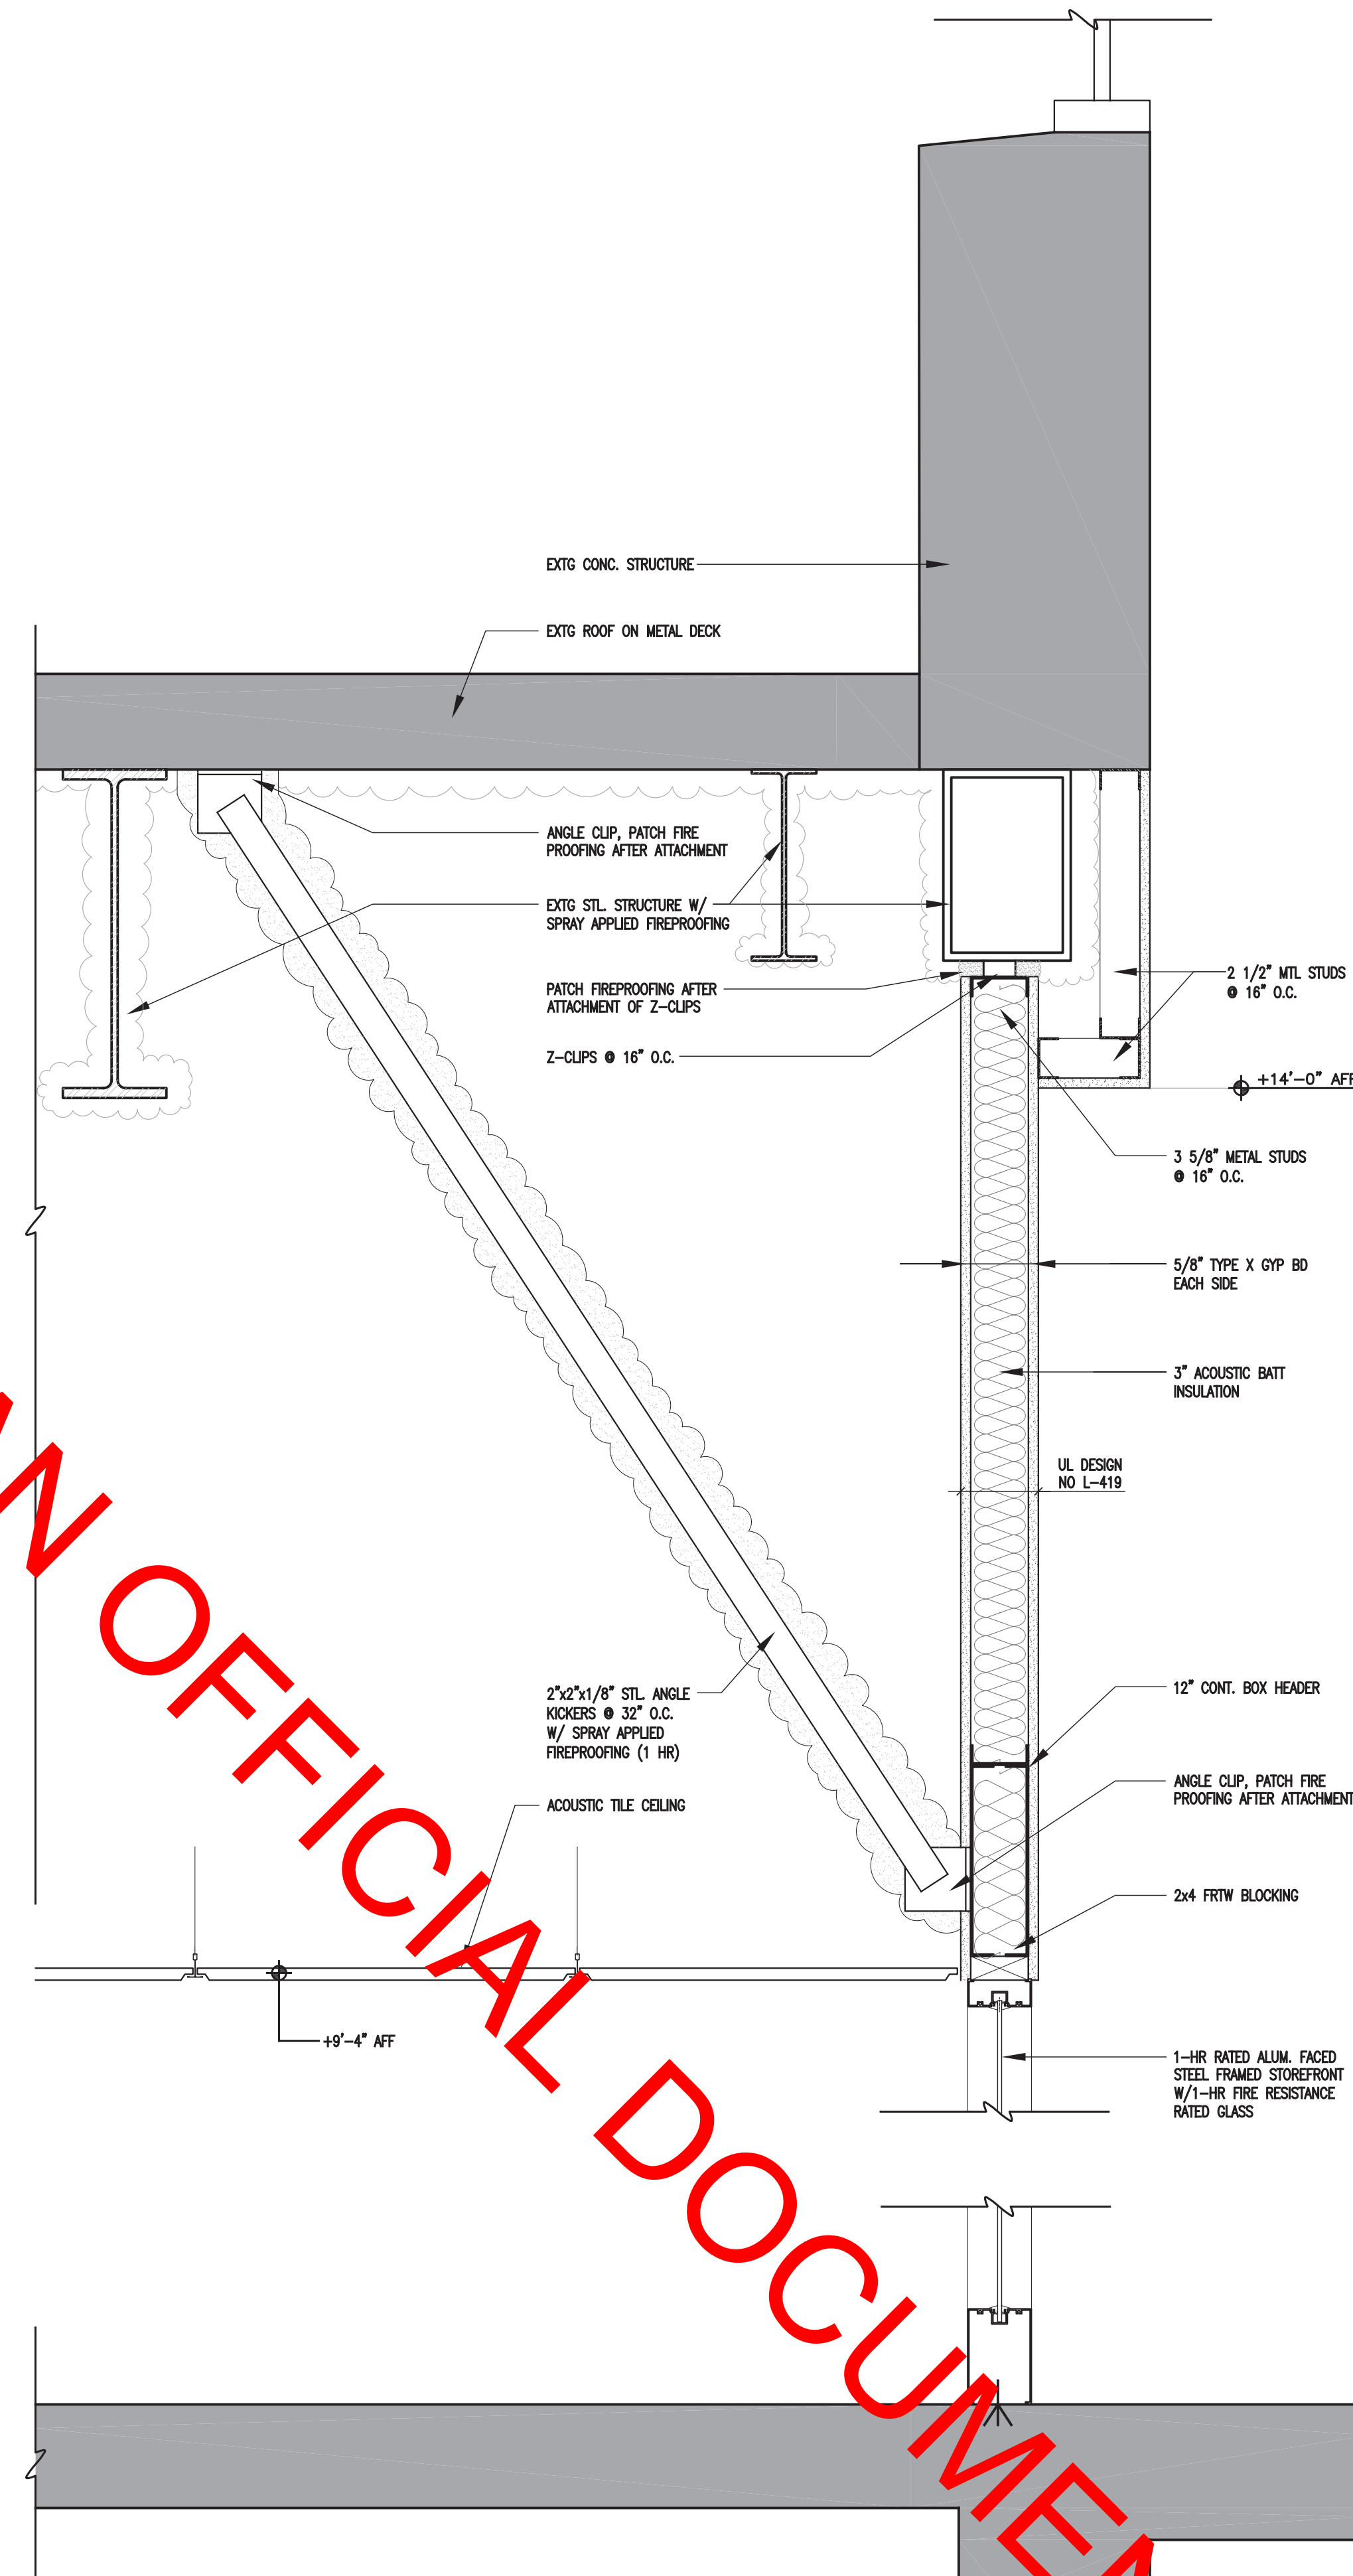 EXTG CONC. STRUCTURE
EXTG ROOF ON METAL DECK
ANGLE CLIP, PATCH FIRE
PROOFING AFTER ATTACHMENT
EXTG STL. STRUCTURE W/
SPRAY APPLIED FIREPROOFING
PATCH FIREPROOFING AFTER
ATTACHMENT OF Z-CLIPS
Z-CLIPS @ 16" O.C.
2 1/2" MTL STUDS
@ 16" O.C.
+14'-0" AFF
3 5/8" METAL STUDS
@ 16" O.C.
5/8" TYPE X GYP BD
EACH SIDE
3" ACOUSTIC BATT
INSULATION
UL DESIGN
NO L-419
2"x2"x1/8" STL. ANGLE
KICKERS @ 32" O.C.
W/ SPRAY APPLIED
FIREPROOFING (1 HR)
12" CONT. BOX HEADER
ANGLE CLIP, PATCH FIRE
PROOFING AFTER ATTACHMENT
ACOUSTIC TILE CEILING
2x4 FRTW BLOCKING
+9'-4" AFF
1-HR RATED ALUM. FACED
STEEL FRAMED STOREFRONT
W/1-HR FIRE RESISTANCE
RATED GLASS
AN OFFICIAL DOCUMEN